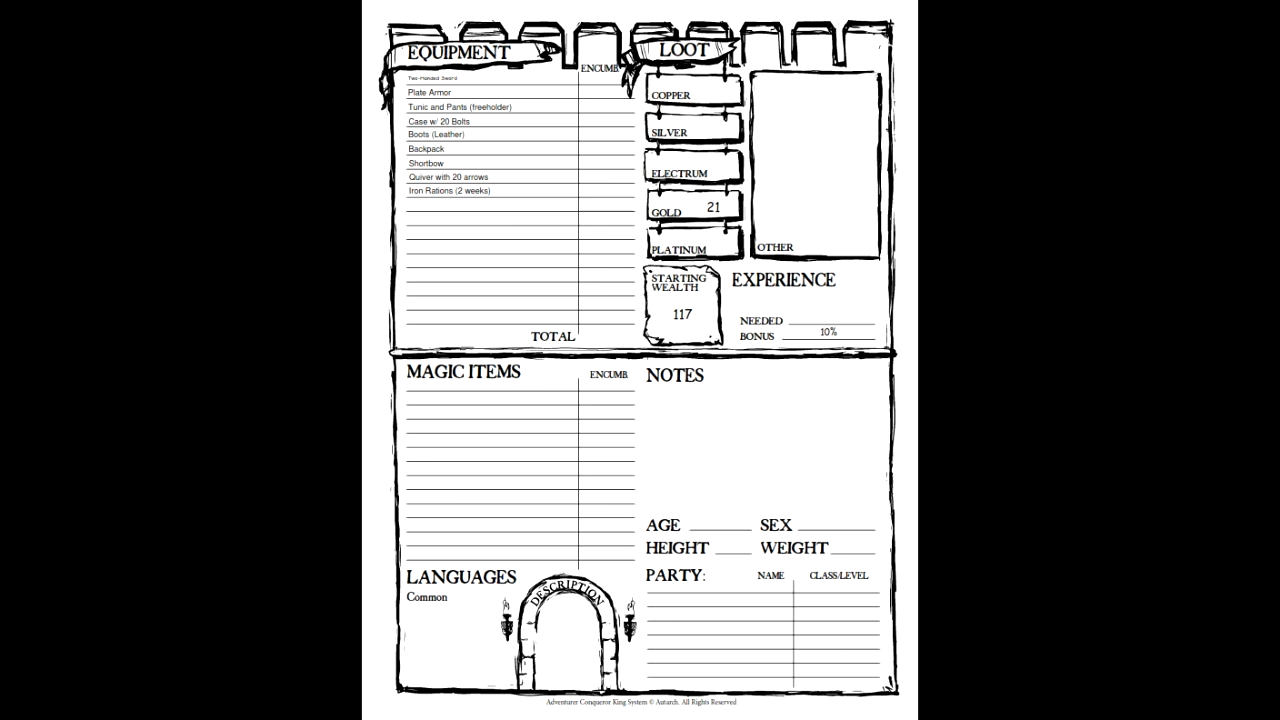 EQUIPMENT
ENCUMB.
Two-Handed Sword
Plate Armor
Tunic and Pants (freeholder)
Case w/ 20 Bolts
Boots (Leather)
Backpack
Shortbow
Quiver with 20 arrows
Iron Rations (2 weeks)
TOTAL
LOOT
COPPER
SILVER
ELECTRUM
GOLD 21
PLATINUM
OTHER
STARTING
WEALTH
117
EXPERIENCE
NEEDED
BONUS 10%
MAGIC ITEMS
ENCUMB.
NOTES
AGE SEX
HEIGHT WEIGHT
LANGUAGES
Common
DESCRIPTION
PARTY: NAME CLASS/LEVEL
Adventurer Conqueror King System © Autarch. All Rights Reserved